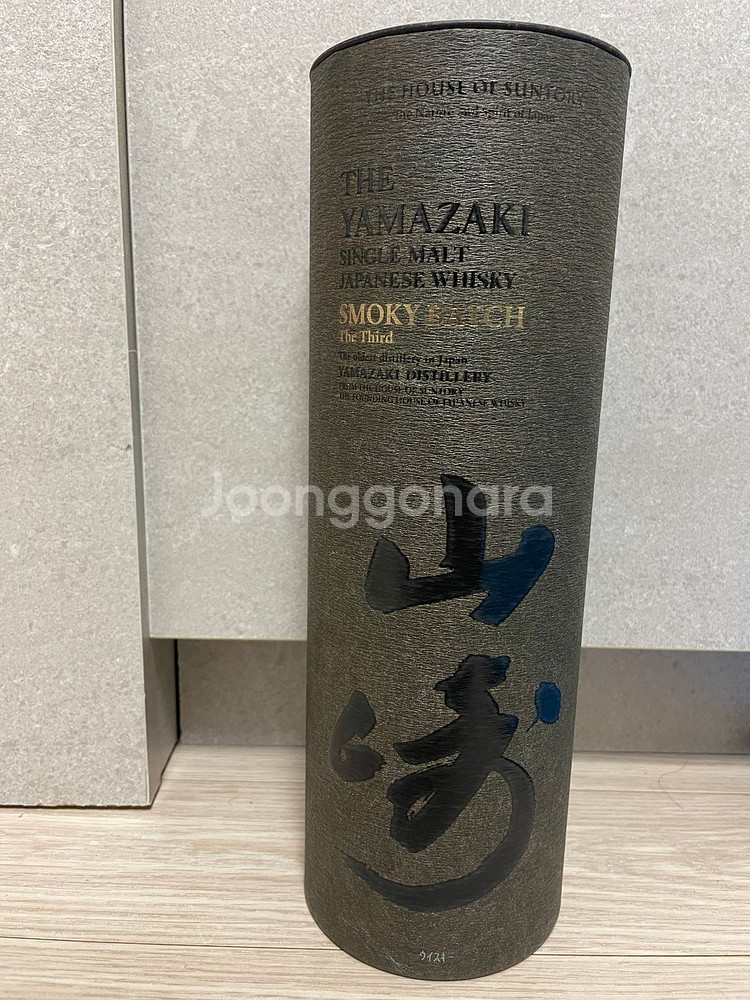 THE HOUSE OF SUNTORY
The Nature and Spirit of Japan
THE
YAMAZAKI
SINGLE MALT
JAPANESE WHISKY
SMOKY BATCH
The Third
The oldest distillery in Japan
YAMAZAKI DISTILLERY
FROM THE HOUSE OF SUNTORY
THE FOUNDING HOUSE OF JAPANESE WHISKY
Joonggonara
山
崎
ウイスキー